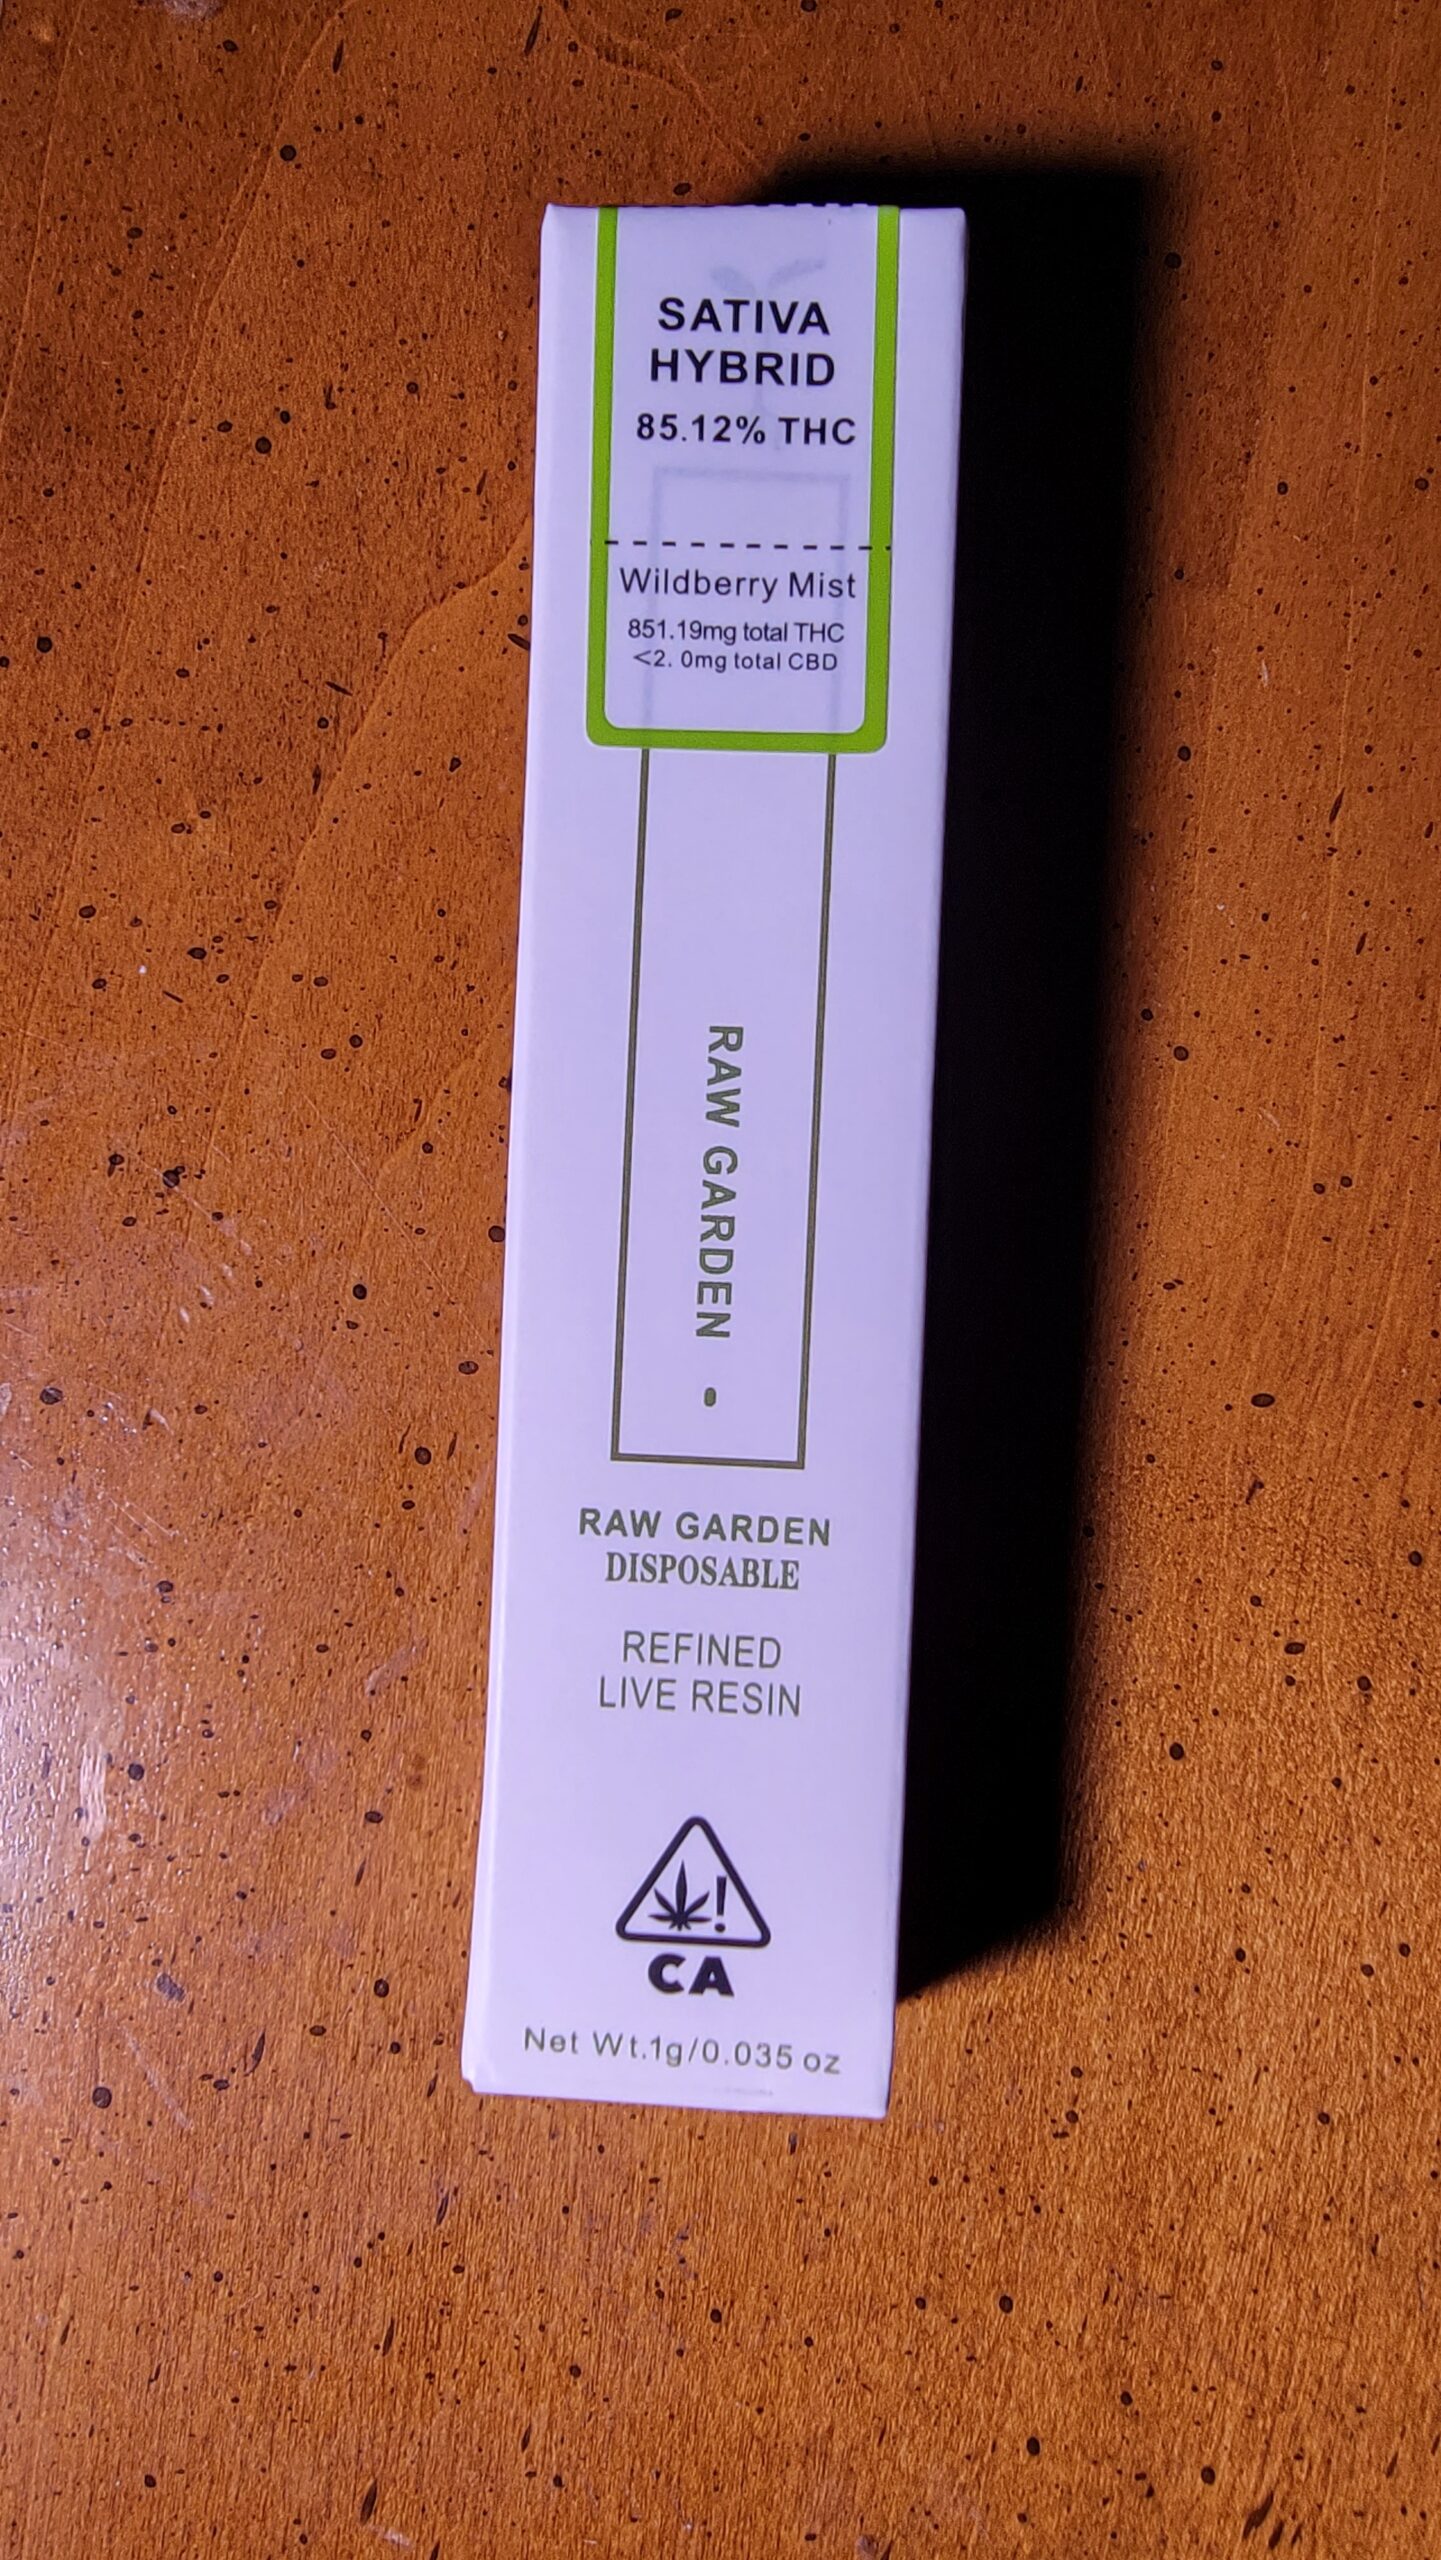 SATIVA
HYBRID
85.12% THC
Wildberry Mist
851.19mg total THC
<2. 0mg total CBD
RAW GARDEN
RAW GARDEN
DISPOSABLE
REFINED
LIVE RESIN
!
CA
Net Wt.1g/0.035 oz